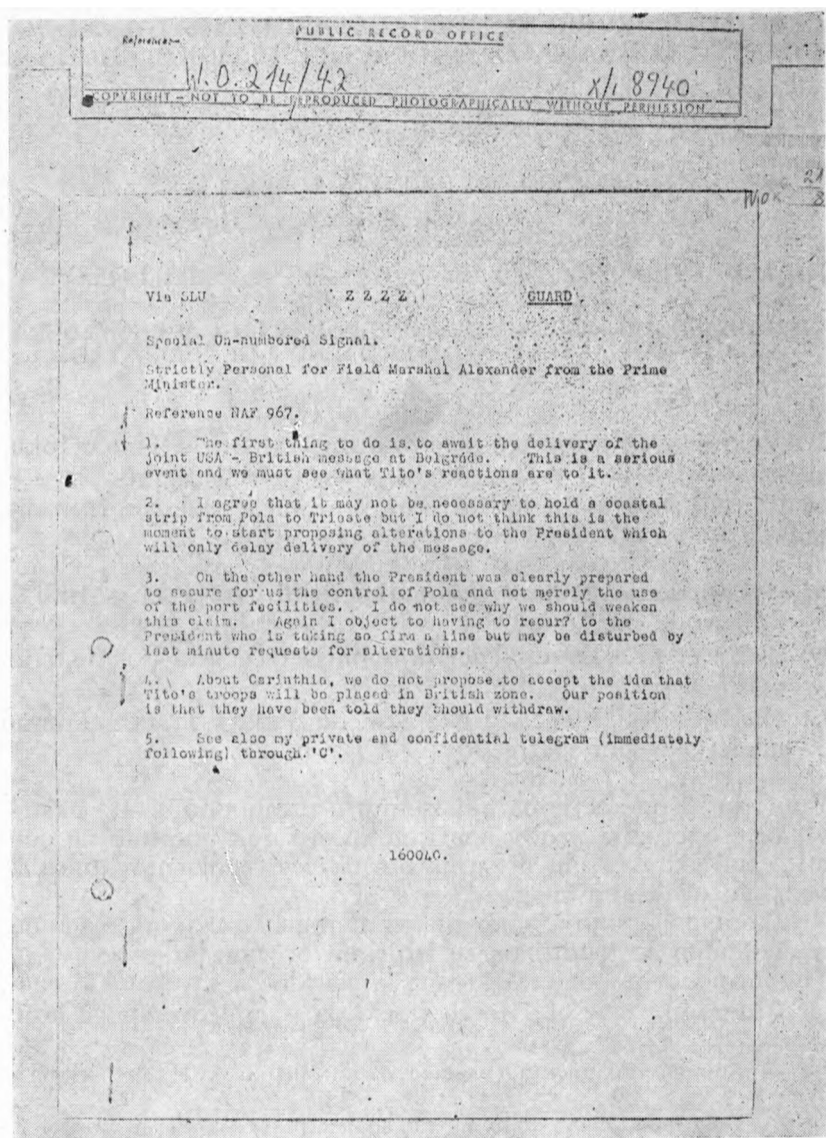 Reference:-
PUBLIC RECORD OFFICE
W.O. 214/42
X/1 8940
COPYRIGHT - NOT TO BE REPRODUCED PHOTOGRAPHICALLY WITHOUT PERMISSION
21
Via SLU Z Z Z Z GUARD.
Special Un-numbered Signal.
Strictly Personal for Field Marshal Alexander from the Prime
Minister.
Reference NAF 967.
1. The first thing to do is to await the delivery of the
joint USA - British message at Belgrade. This is a serious
event and we must see what Tito's reactions are to it.
2. I agree that it may not be necessary to hold a coastal
strip from Pola to Trieste but I do not think this is the
moment to start proposing alterations to the President which
will only delay delivery of the message.
3. On the other hand the President was clearly prepared
to secure for us the control of Pola and not merely the use
of the port facilities. I do not see why we should weaken
this claim. Again I object to having to recur? to the
President who is taking so firm a line but may be disturbed by
last minute requests for alterations.
4. About Carinthia, we do not propose to accept the idea that
Tito's troops will be placed in British zone. Our position
is that they have been told they should withdraw.
5. See also my private and confidential telegram (immediately
following) through 'C'.
160040.